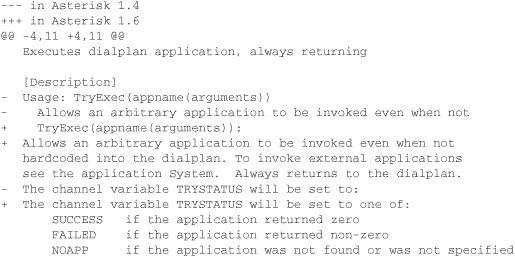 --- in Asterisk 1.4
+++ in Asterisk 1.6
@@ -4,11 +4,11 @@
   Executes dialplan application, always returning

   [Description]
-  Usage: TryExec(appname(arguments))
-    Allows an arbitrary application to be invoked even when not
+    TryExec(appname(arguments)):
+  Allows an arbitrary application to be invoked even when not
   hardcoded into the dialplan. To invoke external applications
   see the application System.  Always returns to the dialplan.
-  The channel variable TRYSTATUS will be set to:
+  The channel variable TRYSTATUS will be set to one of:
       SUCCESS   if the application returned zero
       FAILED    if the application returned non-zero
       NOAPP     if the application was not found or was not specified